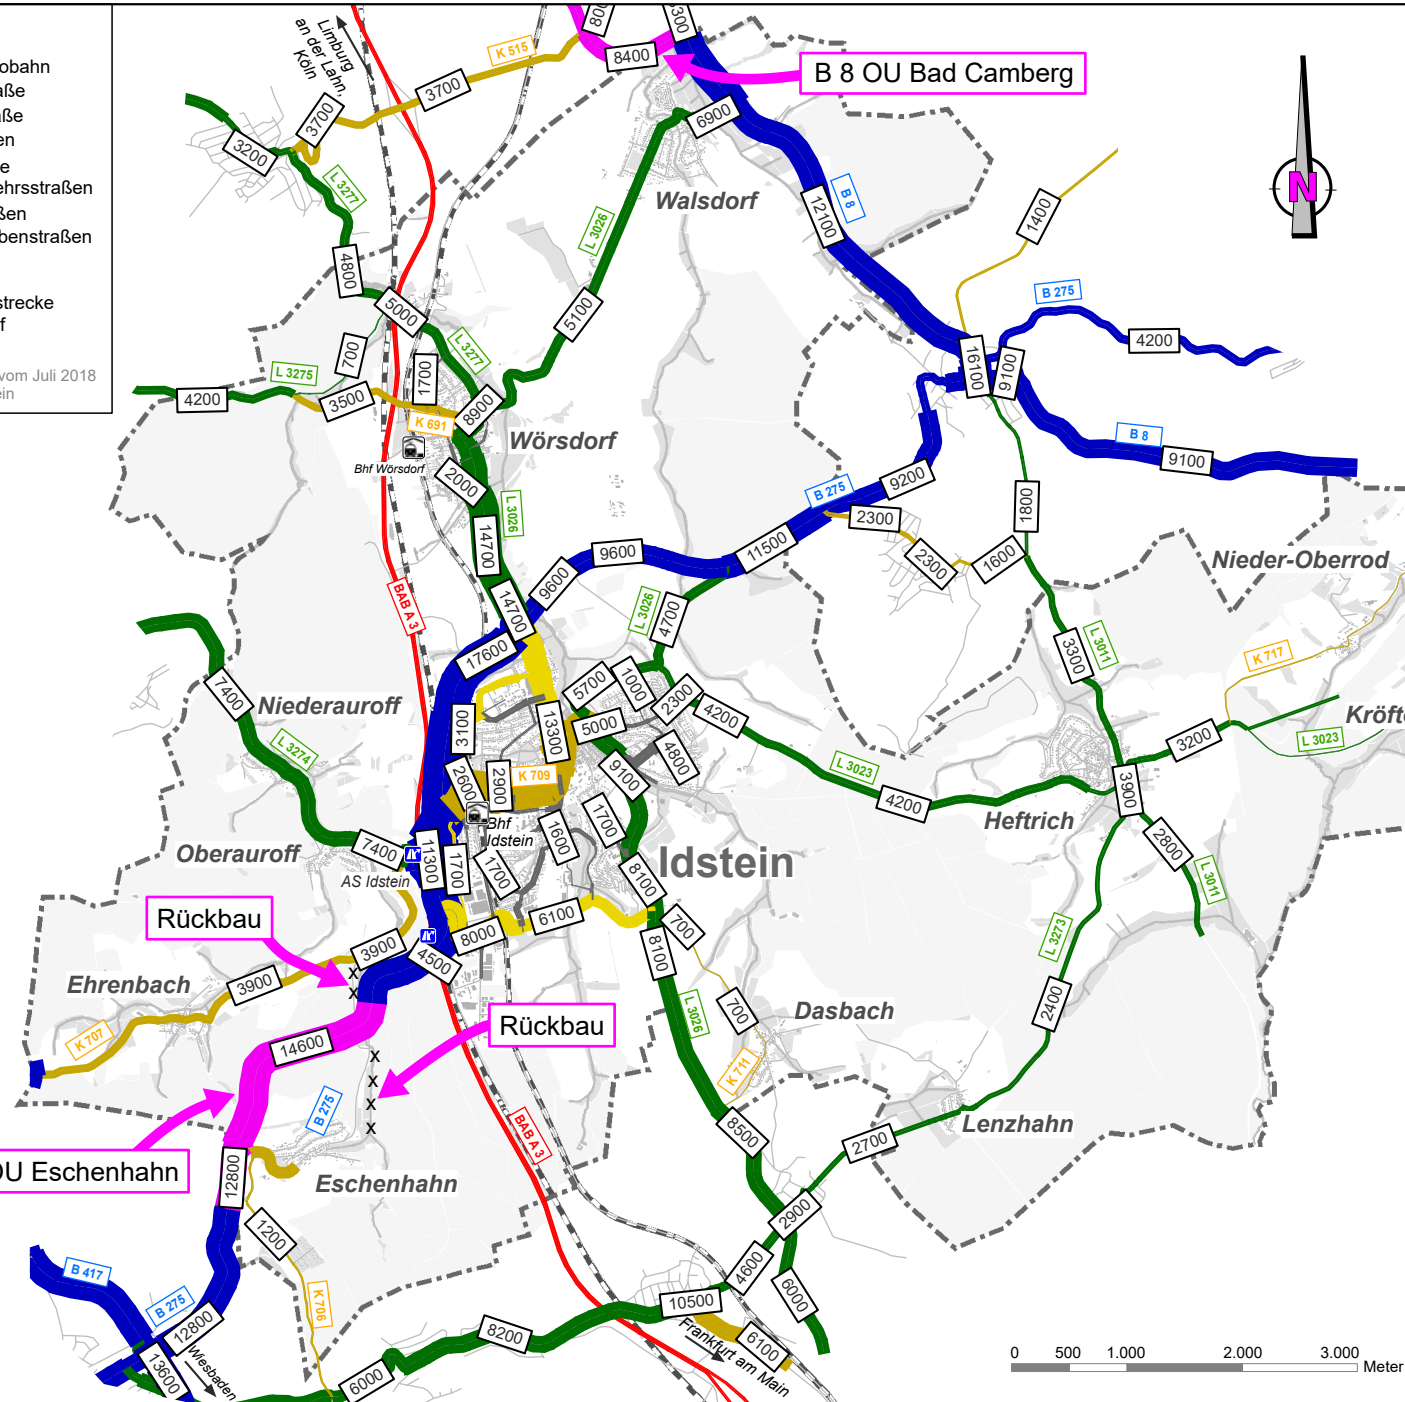 obahn
aße
aße
en
e
ehrsstraßen
ßen
benstraßen
strecke
f
vom Juli 2018
ein
Limburg
an der Lahn,
Köln
K 515
800
8400
300
B 8 OU Bad Camberg
3700
3700
3200
6900
L 3277
Walsdorf
B 8
12100
L 3026
1400
N
4800
5000
5100
B 275
4200
700
1700
L 3277
L 3275
4200
3500
K 691
8900
16100
9100
Wörsdorf
Bhf Wörsdorf
2000
L 3026
B 8
9100
9200
B 275
2300
11500
1800
14700
9600
9600
2300
1600
Nieder-Oberrod
BAB A 3
14700
L 3026
4700
17600
3300
L 3011
K 717
7400
Niederauroff
5700
1000
2300
4200
Kröfte
3100
13300
5000
3200
L 3023
L 3274
4800
9100
L 3023
K 709
2600
2900
4200
3900
Bhf
Idstein
1700
1600
Heftrich
2800
Oberauroff
7400
11300
1700
1700
Idstein
AS Idstein
8100
L 3011
Rückbau
6100
8000
700
3900
4500
8100
L 3273
Ehrenbach
3900
x
x
2400
Rückbau
700
Dasbach
L 3026
K 707
14600
x
x
x
x
K 711
B 275
BAB A 3
8500
Lenzhahn
2700
OU Eschenhahn
12800
Eschenhahn
1200
2900
4600
6000
B 417
B 275
K 706
10500
12800
13600
Wiesbaden
8200
6100
Frankfurt am Main
6000
0 500 1.000 2.000 3.000
Meter